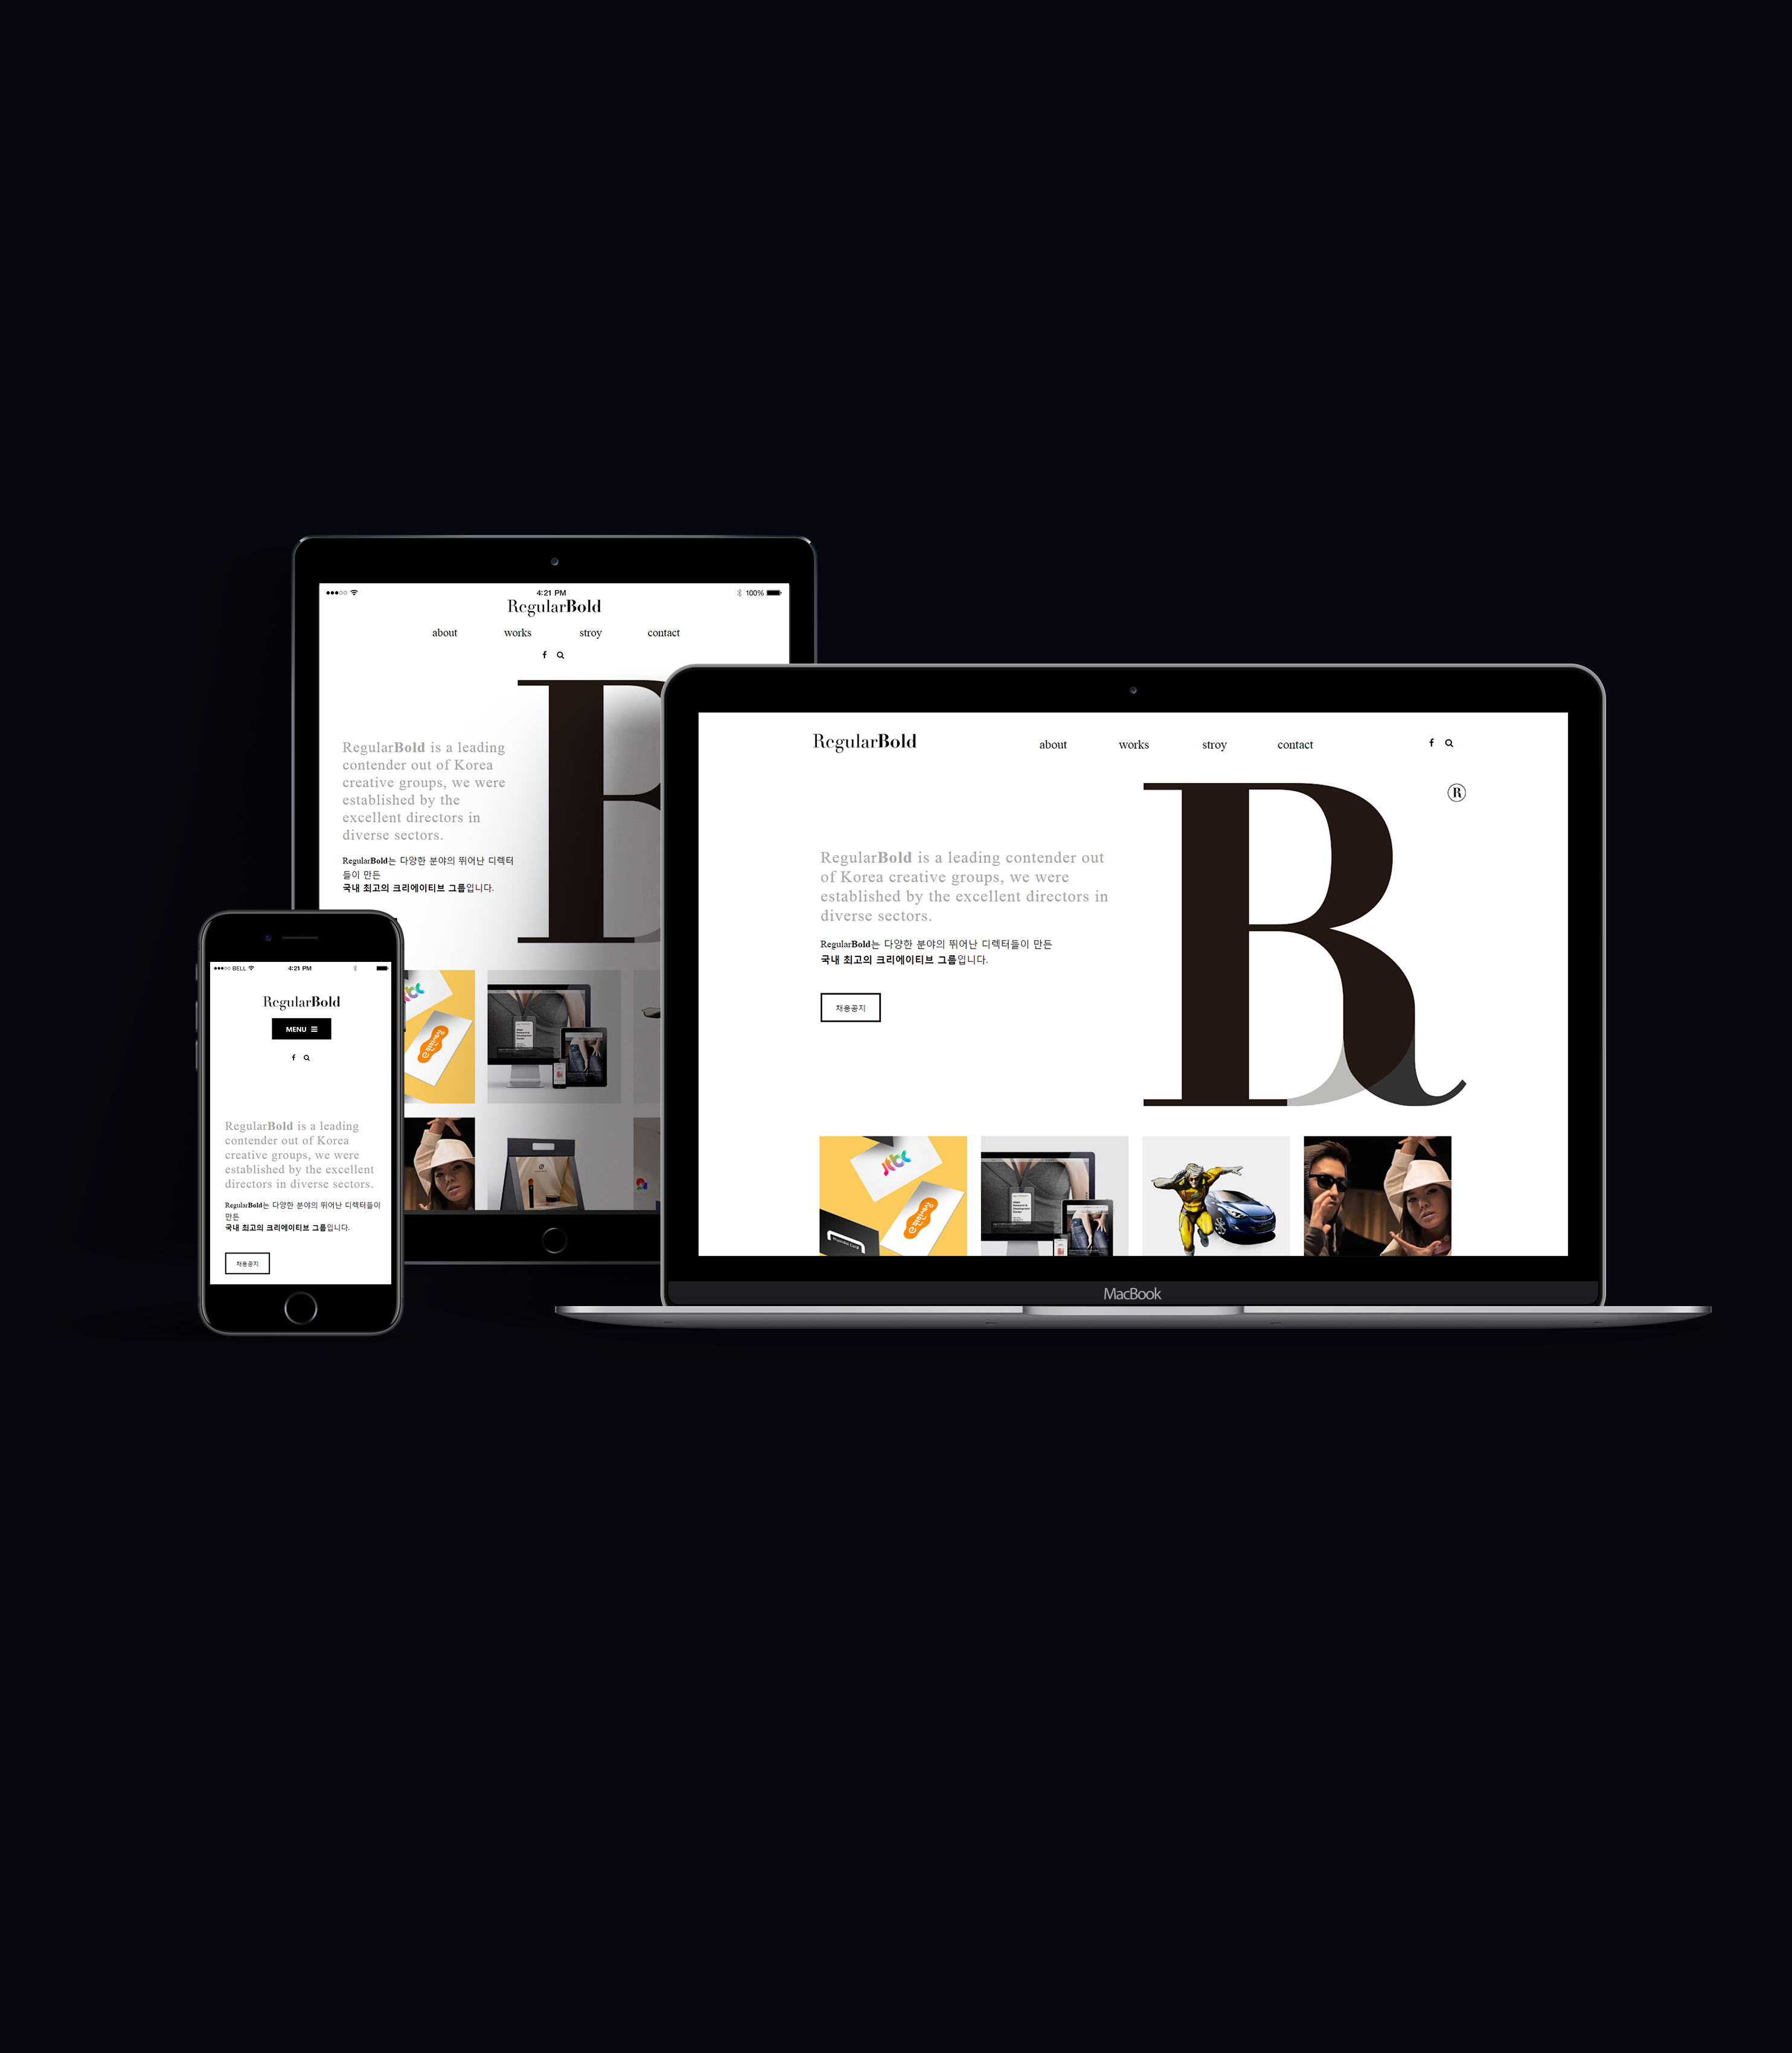 4:21 PM
100%
RegularBold
about works stroy contact
RegularBold is a leading
contender out of Korea
creative groups, we were
established by the
excellent directors in
diverse sectors.
RegularBold는 다양한 분야의 뛰어난 디렉터
들이 만든
국내 최고의 크리에이티브 그룹입니다.
RegularBold
about works stroy contact
R
®
RegularBold is a leading contender out
of Korea creative groups, we were
established by the excellent directors in
diverse sectors.
RegularBold는 다양한 분야의 뛰어난 디렉터들이 만든
국내 최고의 크리에이티브 그룹입니다.
채용공지
jtbc
e편한세상
MacBook
BELL
4:21 PM
RegularBold
MENU
RegularBold is a leading
contender out of Korea
creative groups, we were
established by the excellent
directors in diverse sectors.
RegularBold는 다양한 분야의 뛰어난 디렉터들이
만든
국내 최고의 크리에이티브 그룹입니다.
채용공지